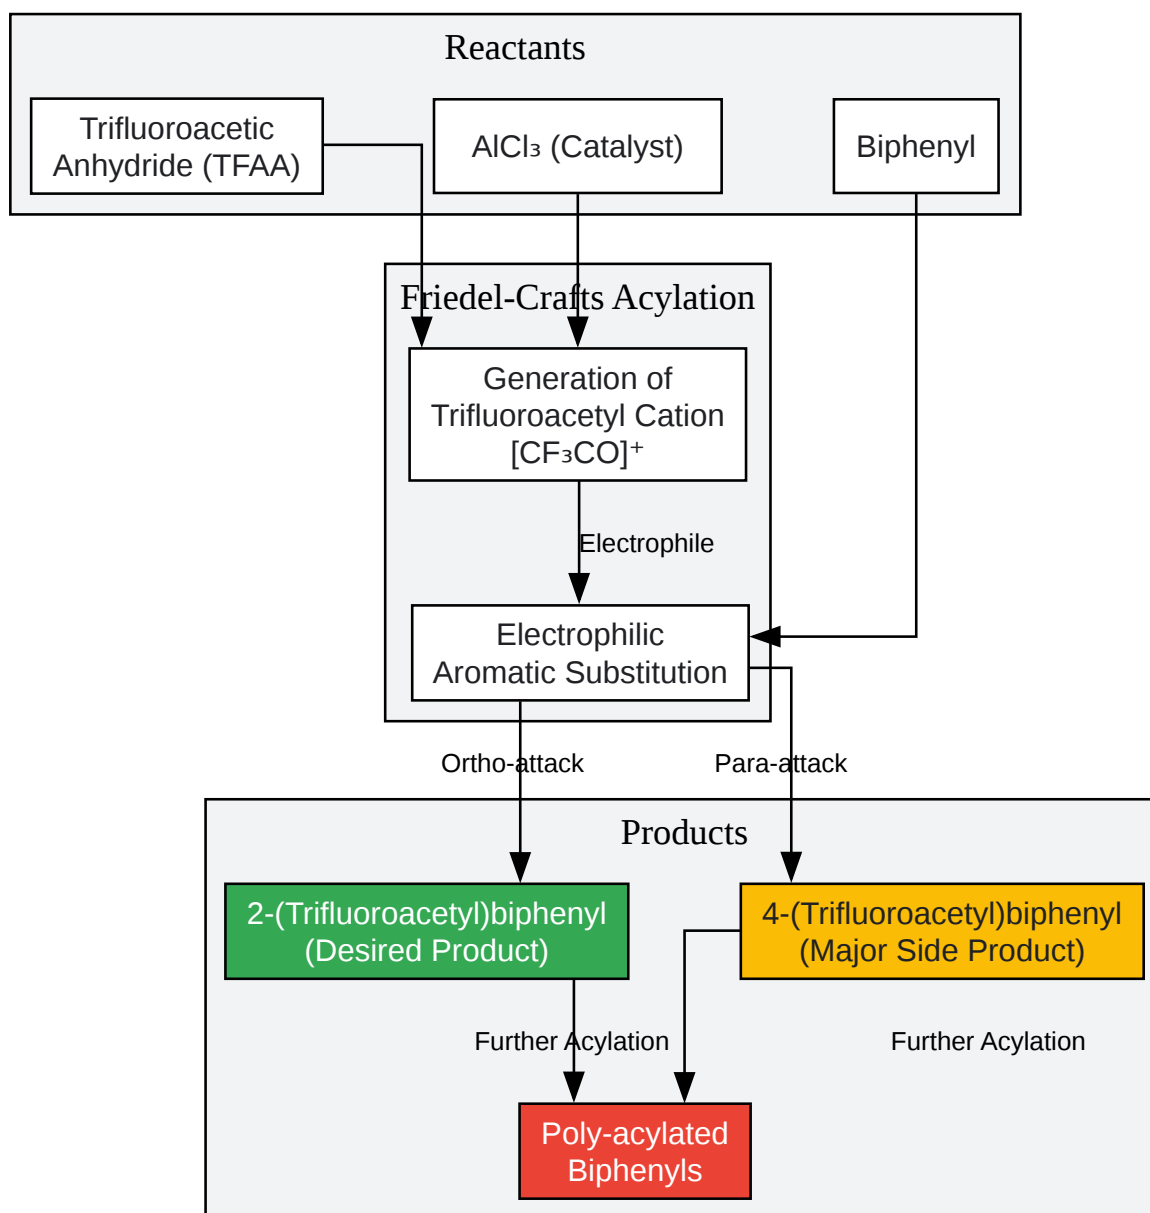 Reactants
Trifluoroacetic
Anhydride (TFAA)
AlCl₃ (Catalyst)
Biphenyl
Friedel-Crafts Acylation
Generation of
Trifluoroacetyl Cation
[CF₃CO]⁺
Electrophile
Electrophilic
Aromatic Substitution
Ortho-attack
Para-attack
Products
2-(Trifluoroacetyl)biphenyl
(Desired Product)
4-(Trifluoroacetyl)biphenyl
(Major Side Product)
Further Acylation
Further Acylation
Poly-acylated
Biphenyls